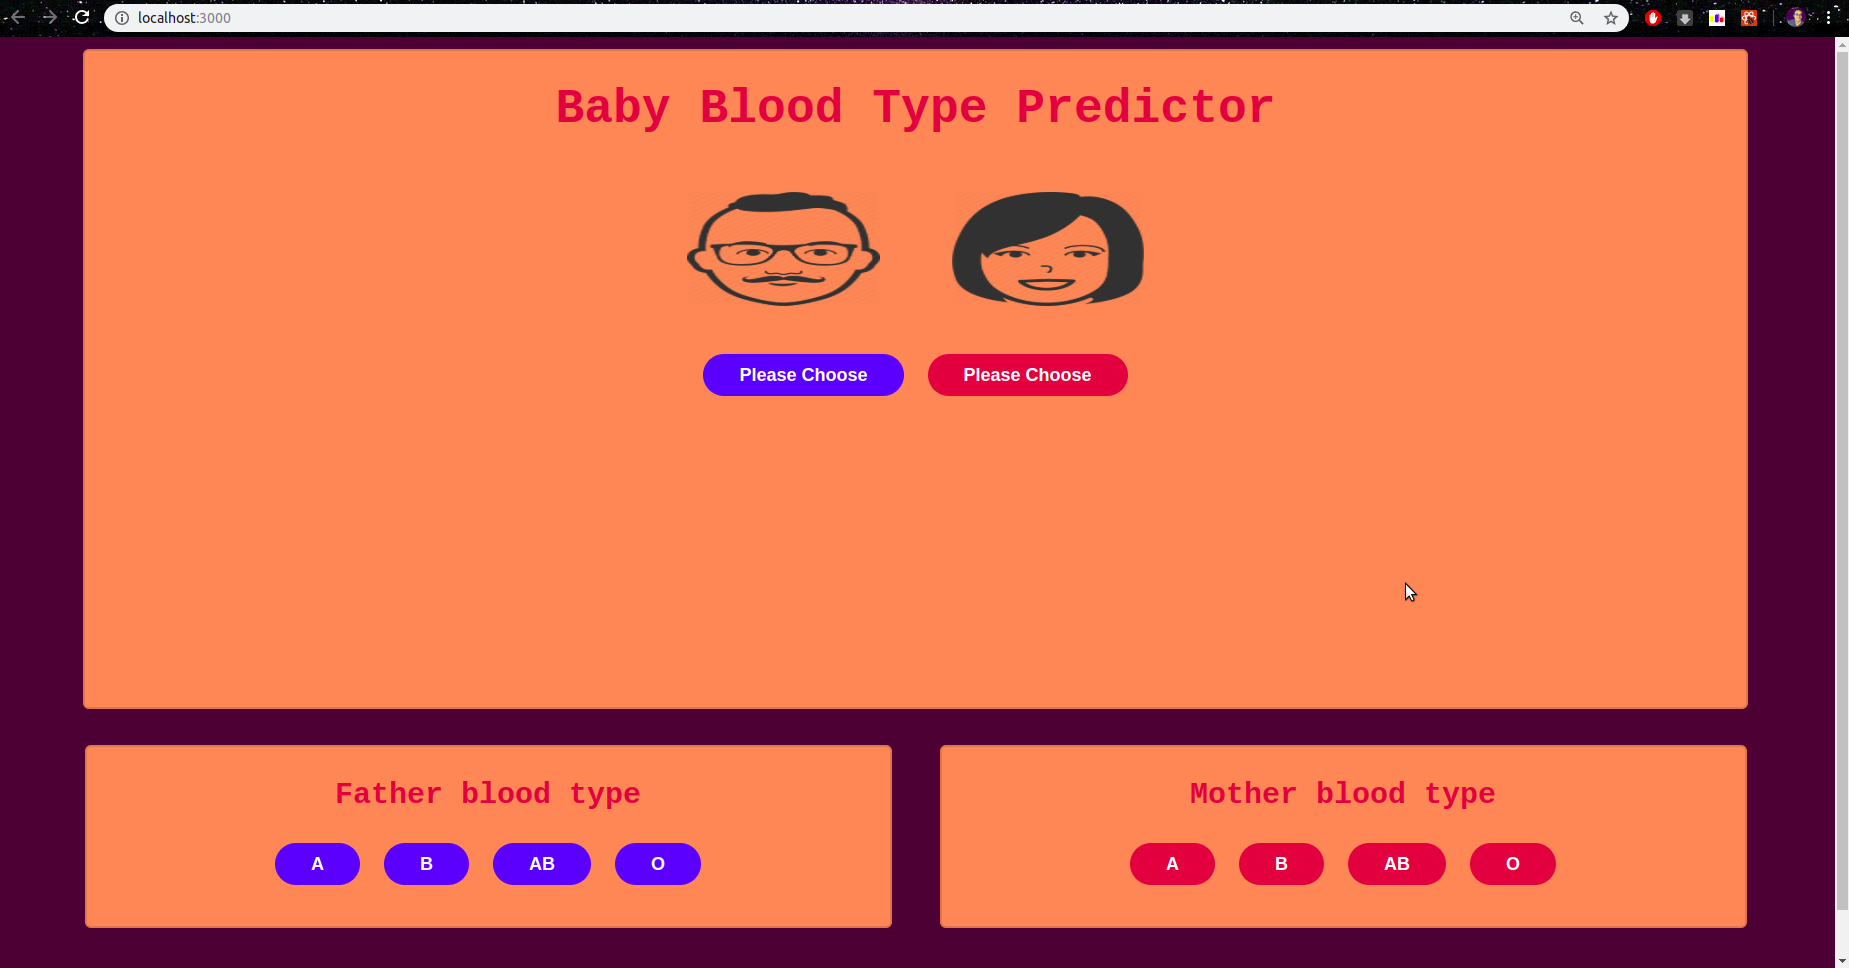 localhost:3000
Baby Blood Type Predictor
Please Choose Please Choose
Father blood type
A B AB O
Mother blood type
A B AB O